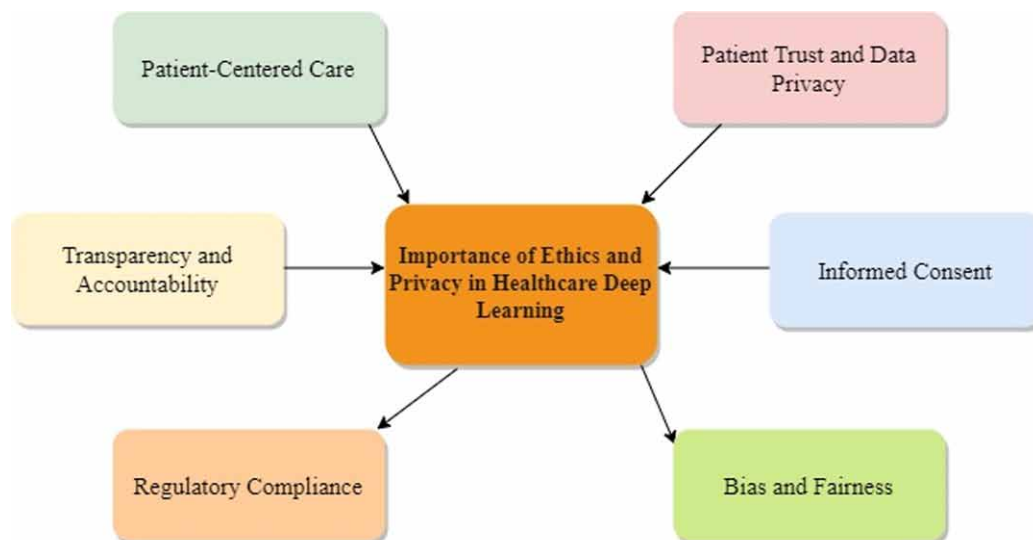 Patient-Centered Care
Patient Trust and Data
Privacy
Transparency and
Accountability
Importance of Ethics and
Privacy in Healthcare Deep
Learning
Informed Consent
Regulatory Compliance
Bias and Fairness